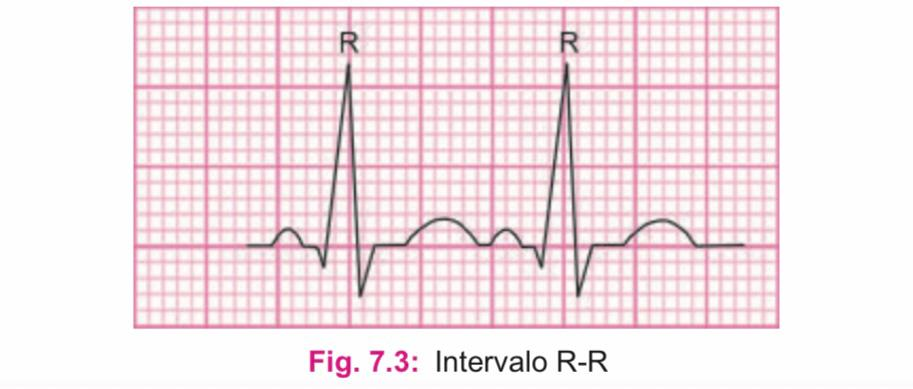 R R
Fig. 7.3: Intervalo R-R